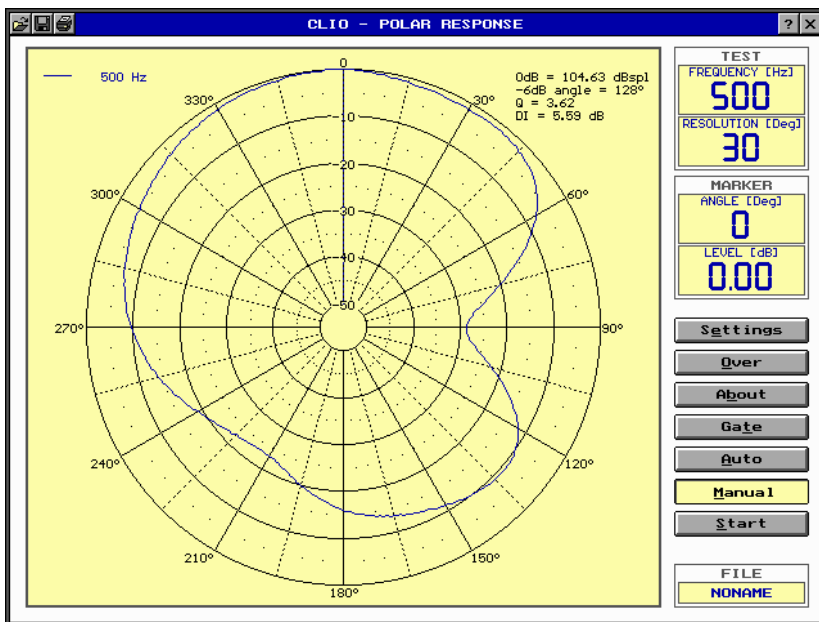 CLIO - POLAR RESPONSE
? ×
500 Hz
0dB = 104.63 dBspl
-6dB angle = 128°
Q = 3.62
DI = 5.59 dB
0
330°
30°
-10
-20
300°
60°
-30
-40
-50
270°
90°
240°
120°
210°
150°
180°
TEST
FREQUENCY [Hz]
500
RESOLUTION [Deg]
30
MARKER
ANGLE [Deg]
0
LEVEL [dB]
0.00
Settings
Over
About
Gate
Auto
Manual
Start
FILE
NONAME